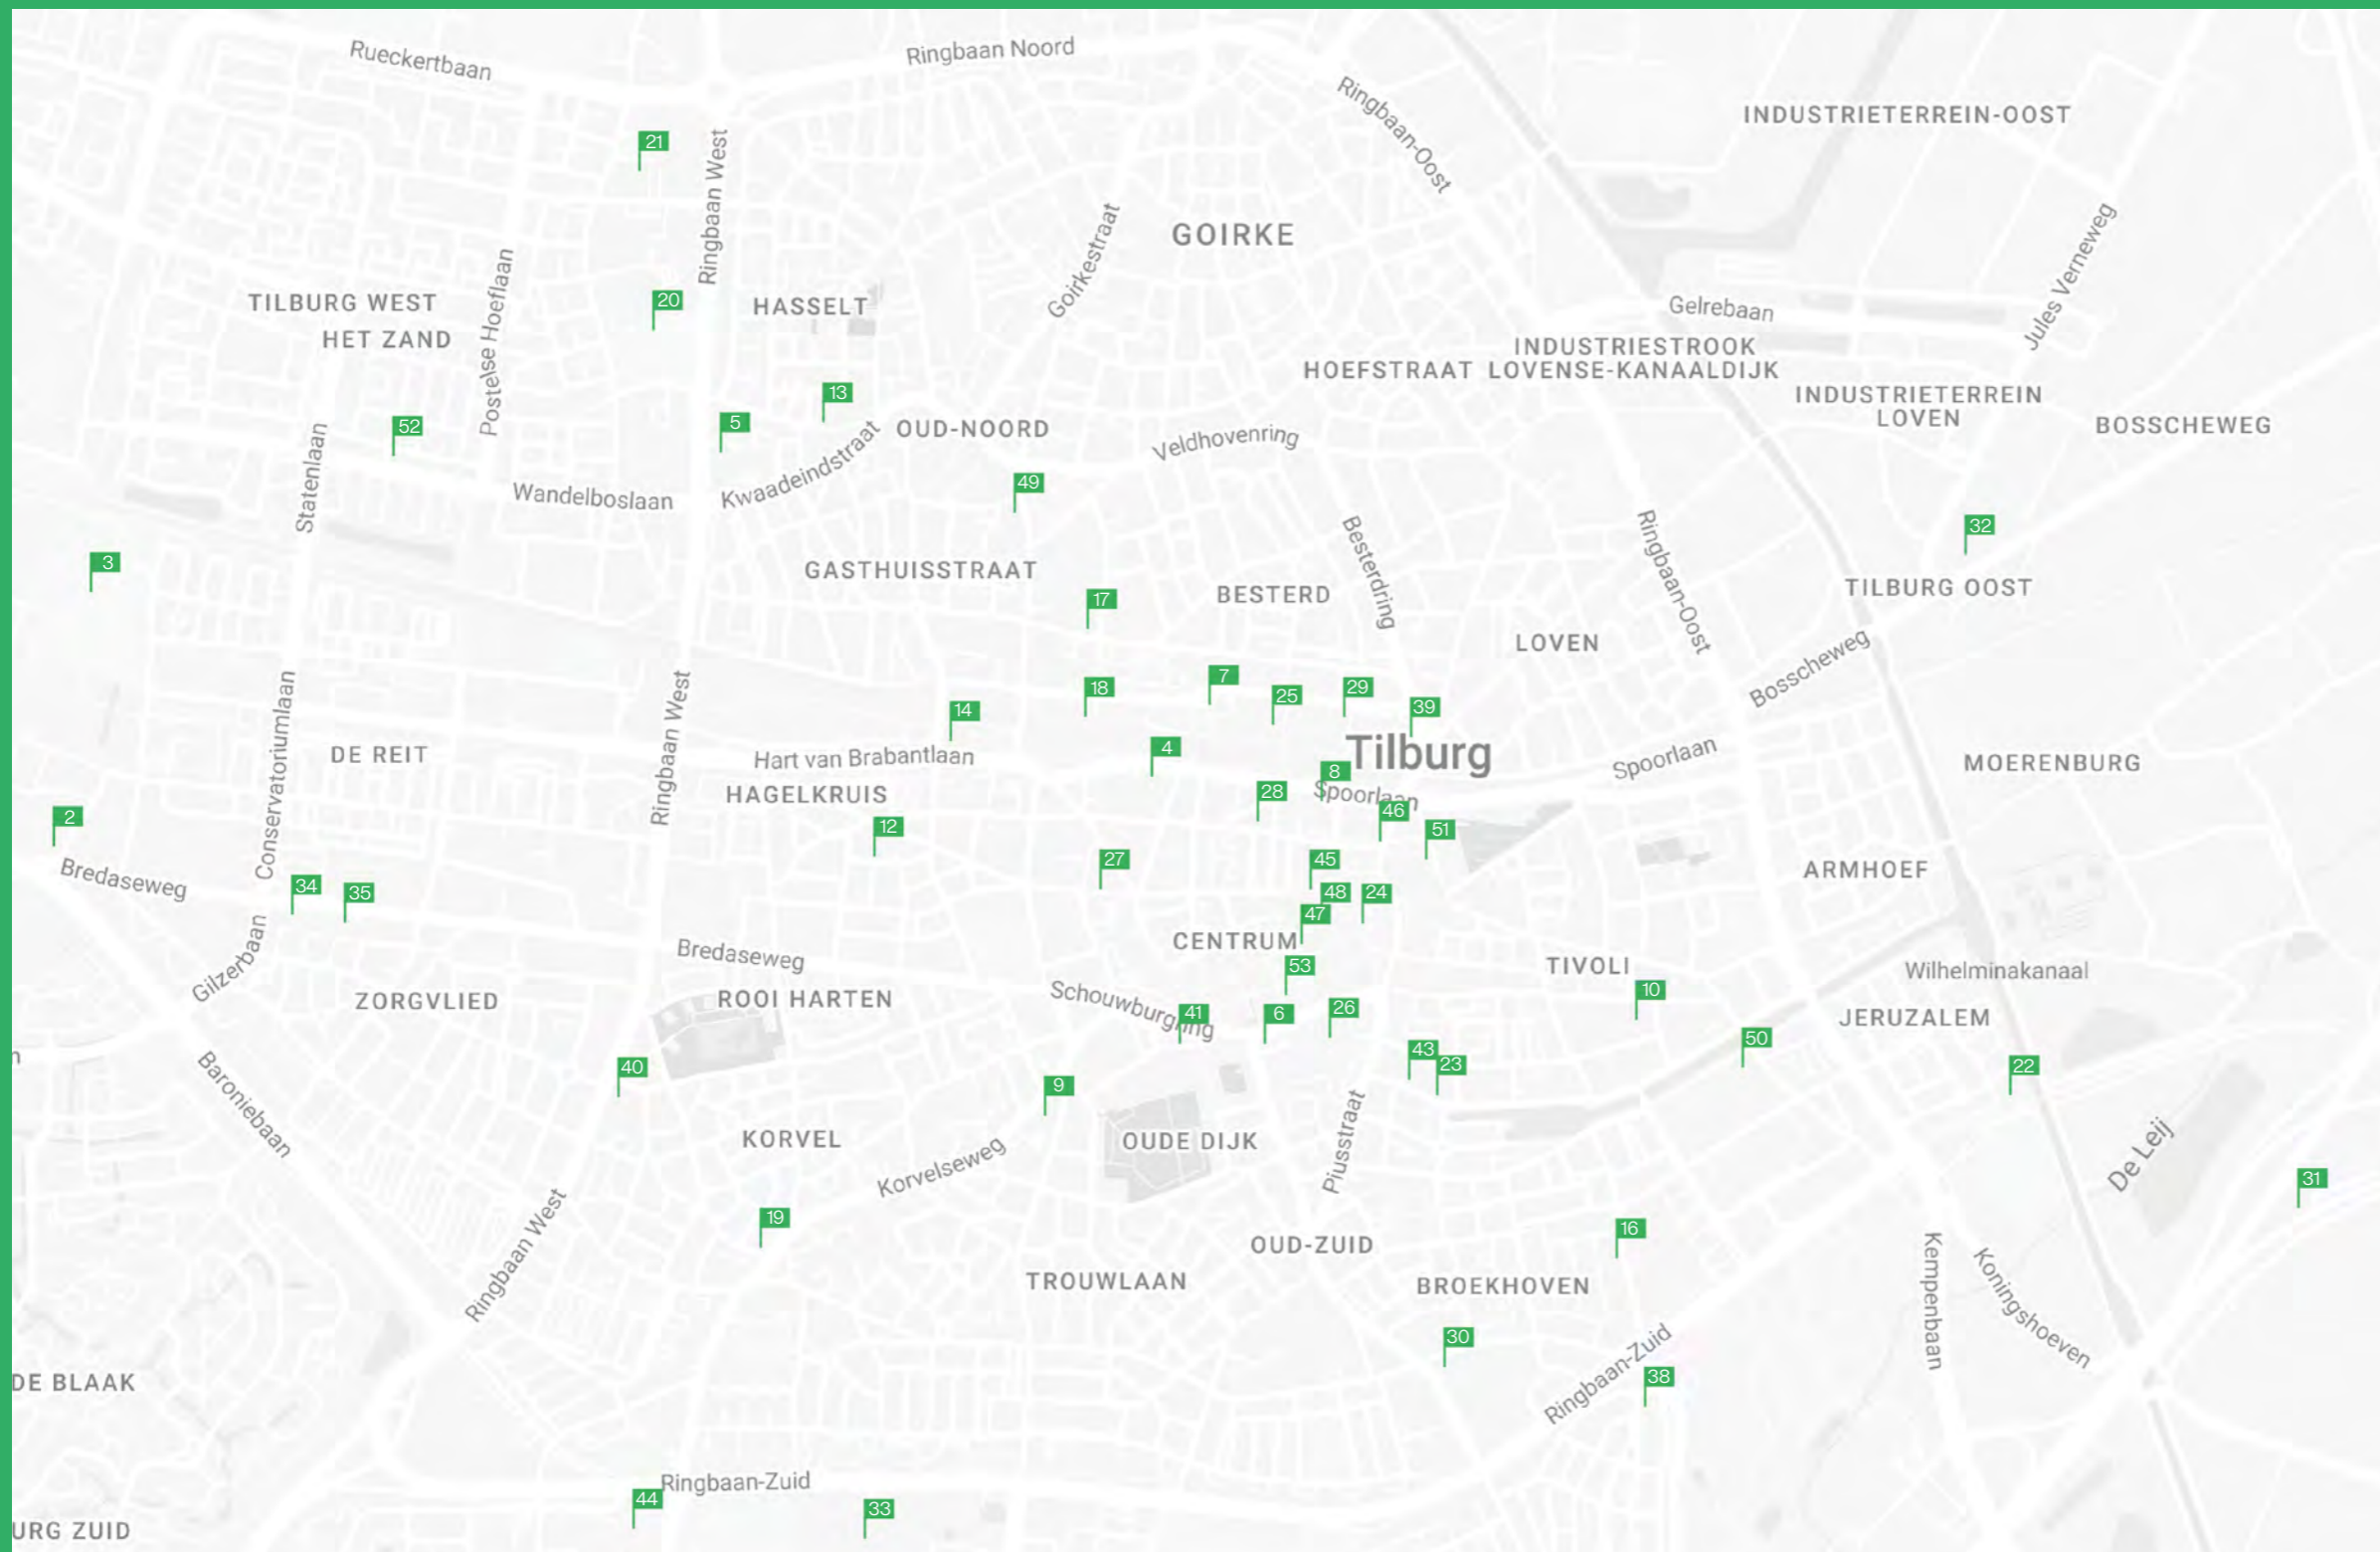 Rueckertbaan
Ringbaan Noord
Ringbaan-Oost
INDUSTRIETERREIN-OOST
21
Ringbaan West
Goirkestraat
GOIRKE
Jules Verneweg
TILBURG WEST
20
HASSELT
Gelrebaan
HET ZAND
Postelse Hoeflaan
INDUSTRIESTROOK
HOEFSTRAAT
LOVENSE-KANAALDIJK
13
INDUSTRIETERREIN
LOVEN
52
5
OUD-NOORD
Veldhovenring
BOSSCHEWEG
Statenlaan
Wandelboslaan
Kwaadeindstraat
49
Besterdring
Ringbaan-Oost
32
3
GASTHUISSTRAAT
17
BESTERD
TILBURG OOST
LOVEN
Bosscheweg
18
7
25
29
39
14
Conservatoriumlaan
DE REIT
Ringbaan West
Hart van Brabantlaan
4
Tilburg
Spoorlaan
MOERENBURG
HAGELKRUIS
8
28
Spoorlaan
46
2
12
51
Bredaseweg
34
35
27
45
48
24
47
ARMHOEF
Gilzerbaan
Bredaseweg
CENTRUM
53
TIVOLI
Wilhelminakanaal
ZORGVLIED
ROOI HARTEN
Schouwburgring
41
6
26
10
JERUZALEM
n
Baroniebaan
40
9
43
23
50
22
KORVEL
Korvelseweg
OUDE DIJK
Piusstraat
De Leij
31
Ringbaan West
19
OUD-ZUID
16
TROUWLAAN
BROEKHOVEN
Kempenbaan
Koningshoeven
30
Ringbaan-Zuid
38
DE BLAAK
Ringbaan-Zuid
44
33
URG ZUID